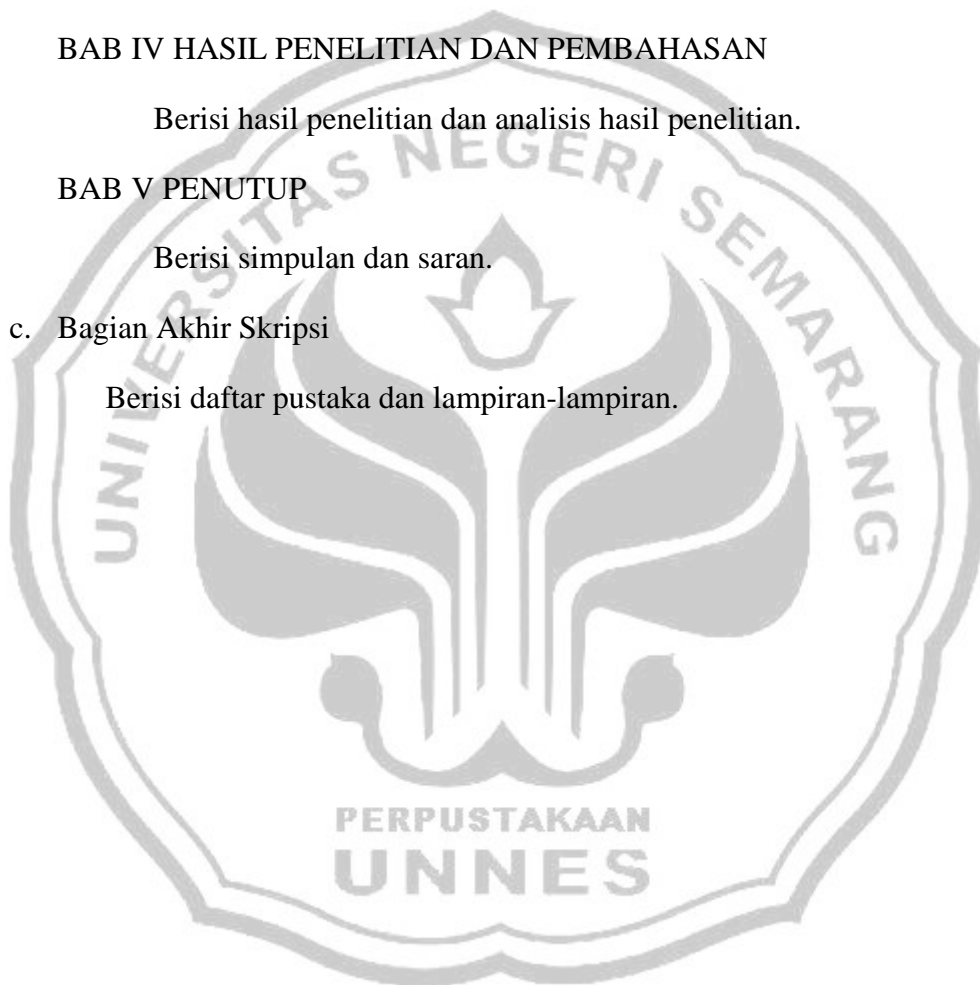 BAB IV HASIL PENELITIAN DAN PEMBAHASAN
Berisi hasil penelitian dan analisis hasil penelitian.
BAB V PENUTUP
Berisi simpulan dan saran.
c. Bagian Akhir Skripsi
Berisi daftar pustaka dan lampiran-lampiran.
UNIVERSITAS NEGERI SEMARANG
PERPUSTAKAAN
UNNES